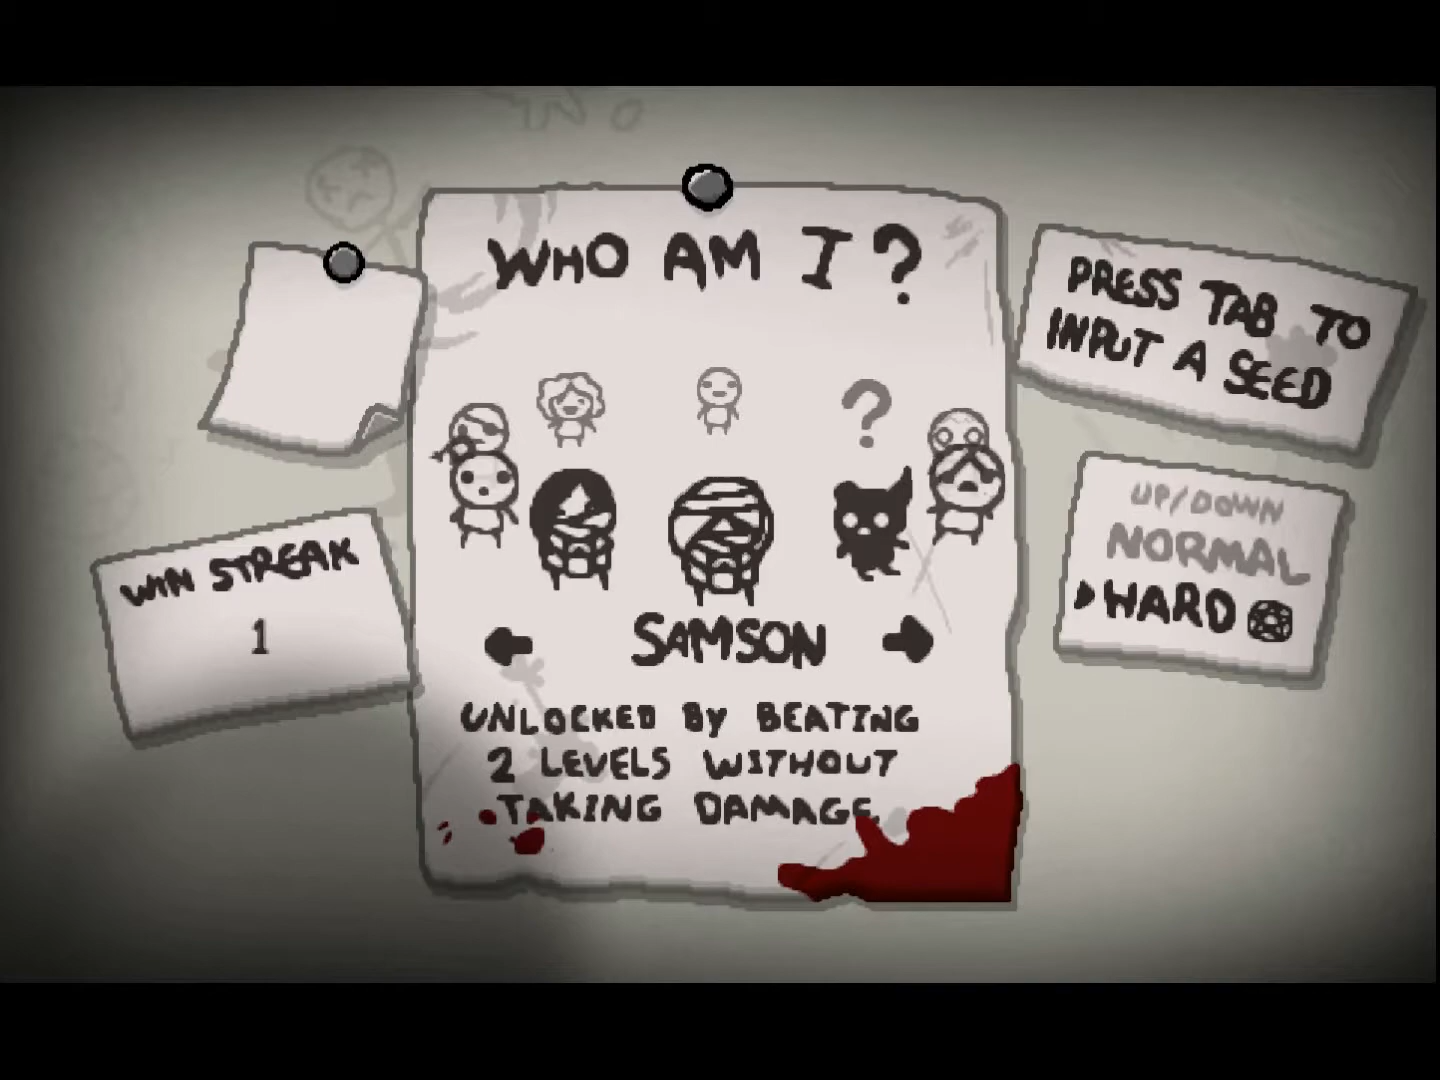 WHO AM I?
PRESS TAB TO
INPUT A SEED
?
UP/DOWN
NORMAL
HARD
WIN STREAK
1
SAMSON
UNLOCKED BY BEATING
2 LEVELS WITHOUT
TAKING DAMAGE